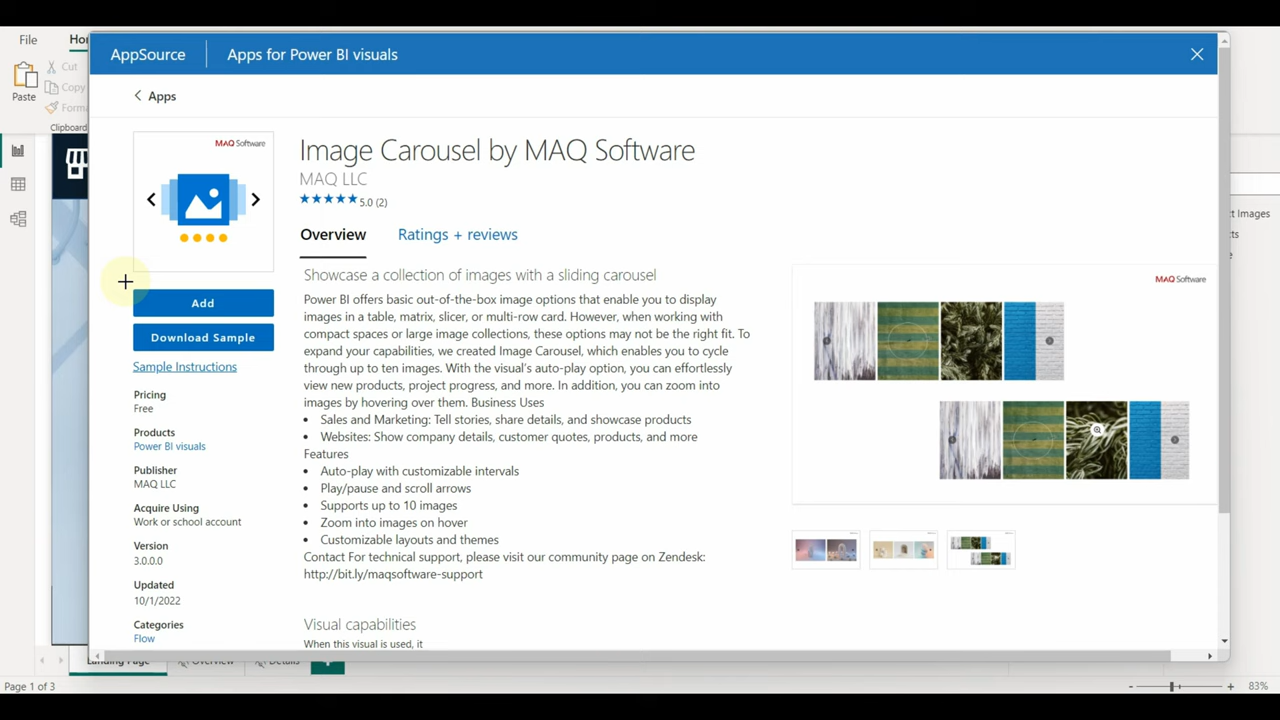 File
Hom
Cut
Copy
Forma
Paste
Clipboard
AppSource
Apps for Power BI visuals
Apps
MAQ Software
Image Carousel by MAQ Software
MAQ LLC
5.0 (2)
Overview
Ratings + reviews
Add
Download Sample
Sample Instructions
Pricing
Free
Products
Power BI visuals
Publisher
MAQ LLC
Acquire Using
Work or school account
Version
3.0.0.0
Updated
10/1/2022
Categories
Flow
Showcase a collection of images with a sliding carousel
Power BI offers basic out-of-the-box image options that enable you to display
images in a table, matrix, slicer, or multi-row card. However, when working with
compact spaces or large image collections, these options may not be the right fit. To
expand your capabilities, we created Image Carousel, which enables you to cycle
through up to ten images. With the visual's auto-play option, you can effortlessly
view new products, project progress, and more. In addition, you can zoom into
images by hovering over them. Business Uses
• Sales and Marketing: Tell stories, share details, and showcase products
• Websites: Show company details, customer quotes, products, and more
Features
• Auto-play with customizable intervals
• Play/pause and scroll arrows
• Supports up to 10 images
• Zoom into images on hover
• Customizable layouts and themes
Contact For technical support, please visit our community page on Zendesk:
http://bit.ly/maqsoftware-support
Visual capabilities
When this visual is used, it
MAQ Software
t Images
cts
Landing Page
Overview
Details
Page 1 of 3
83%